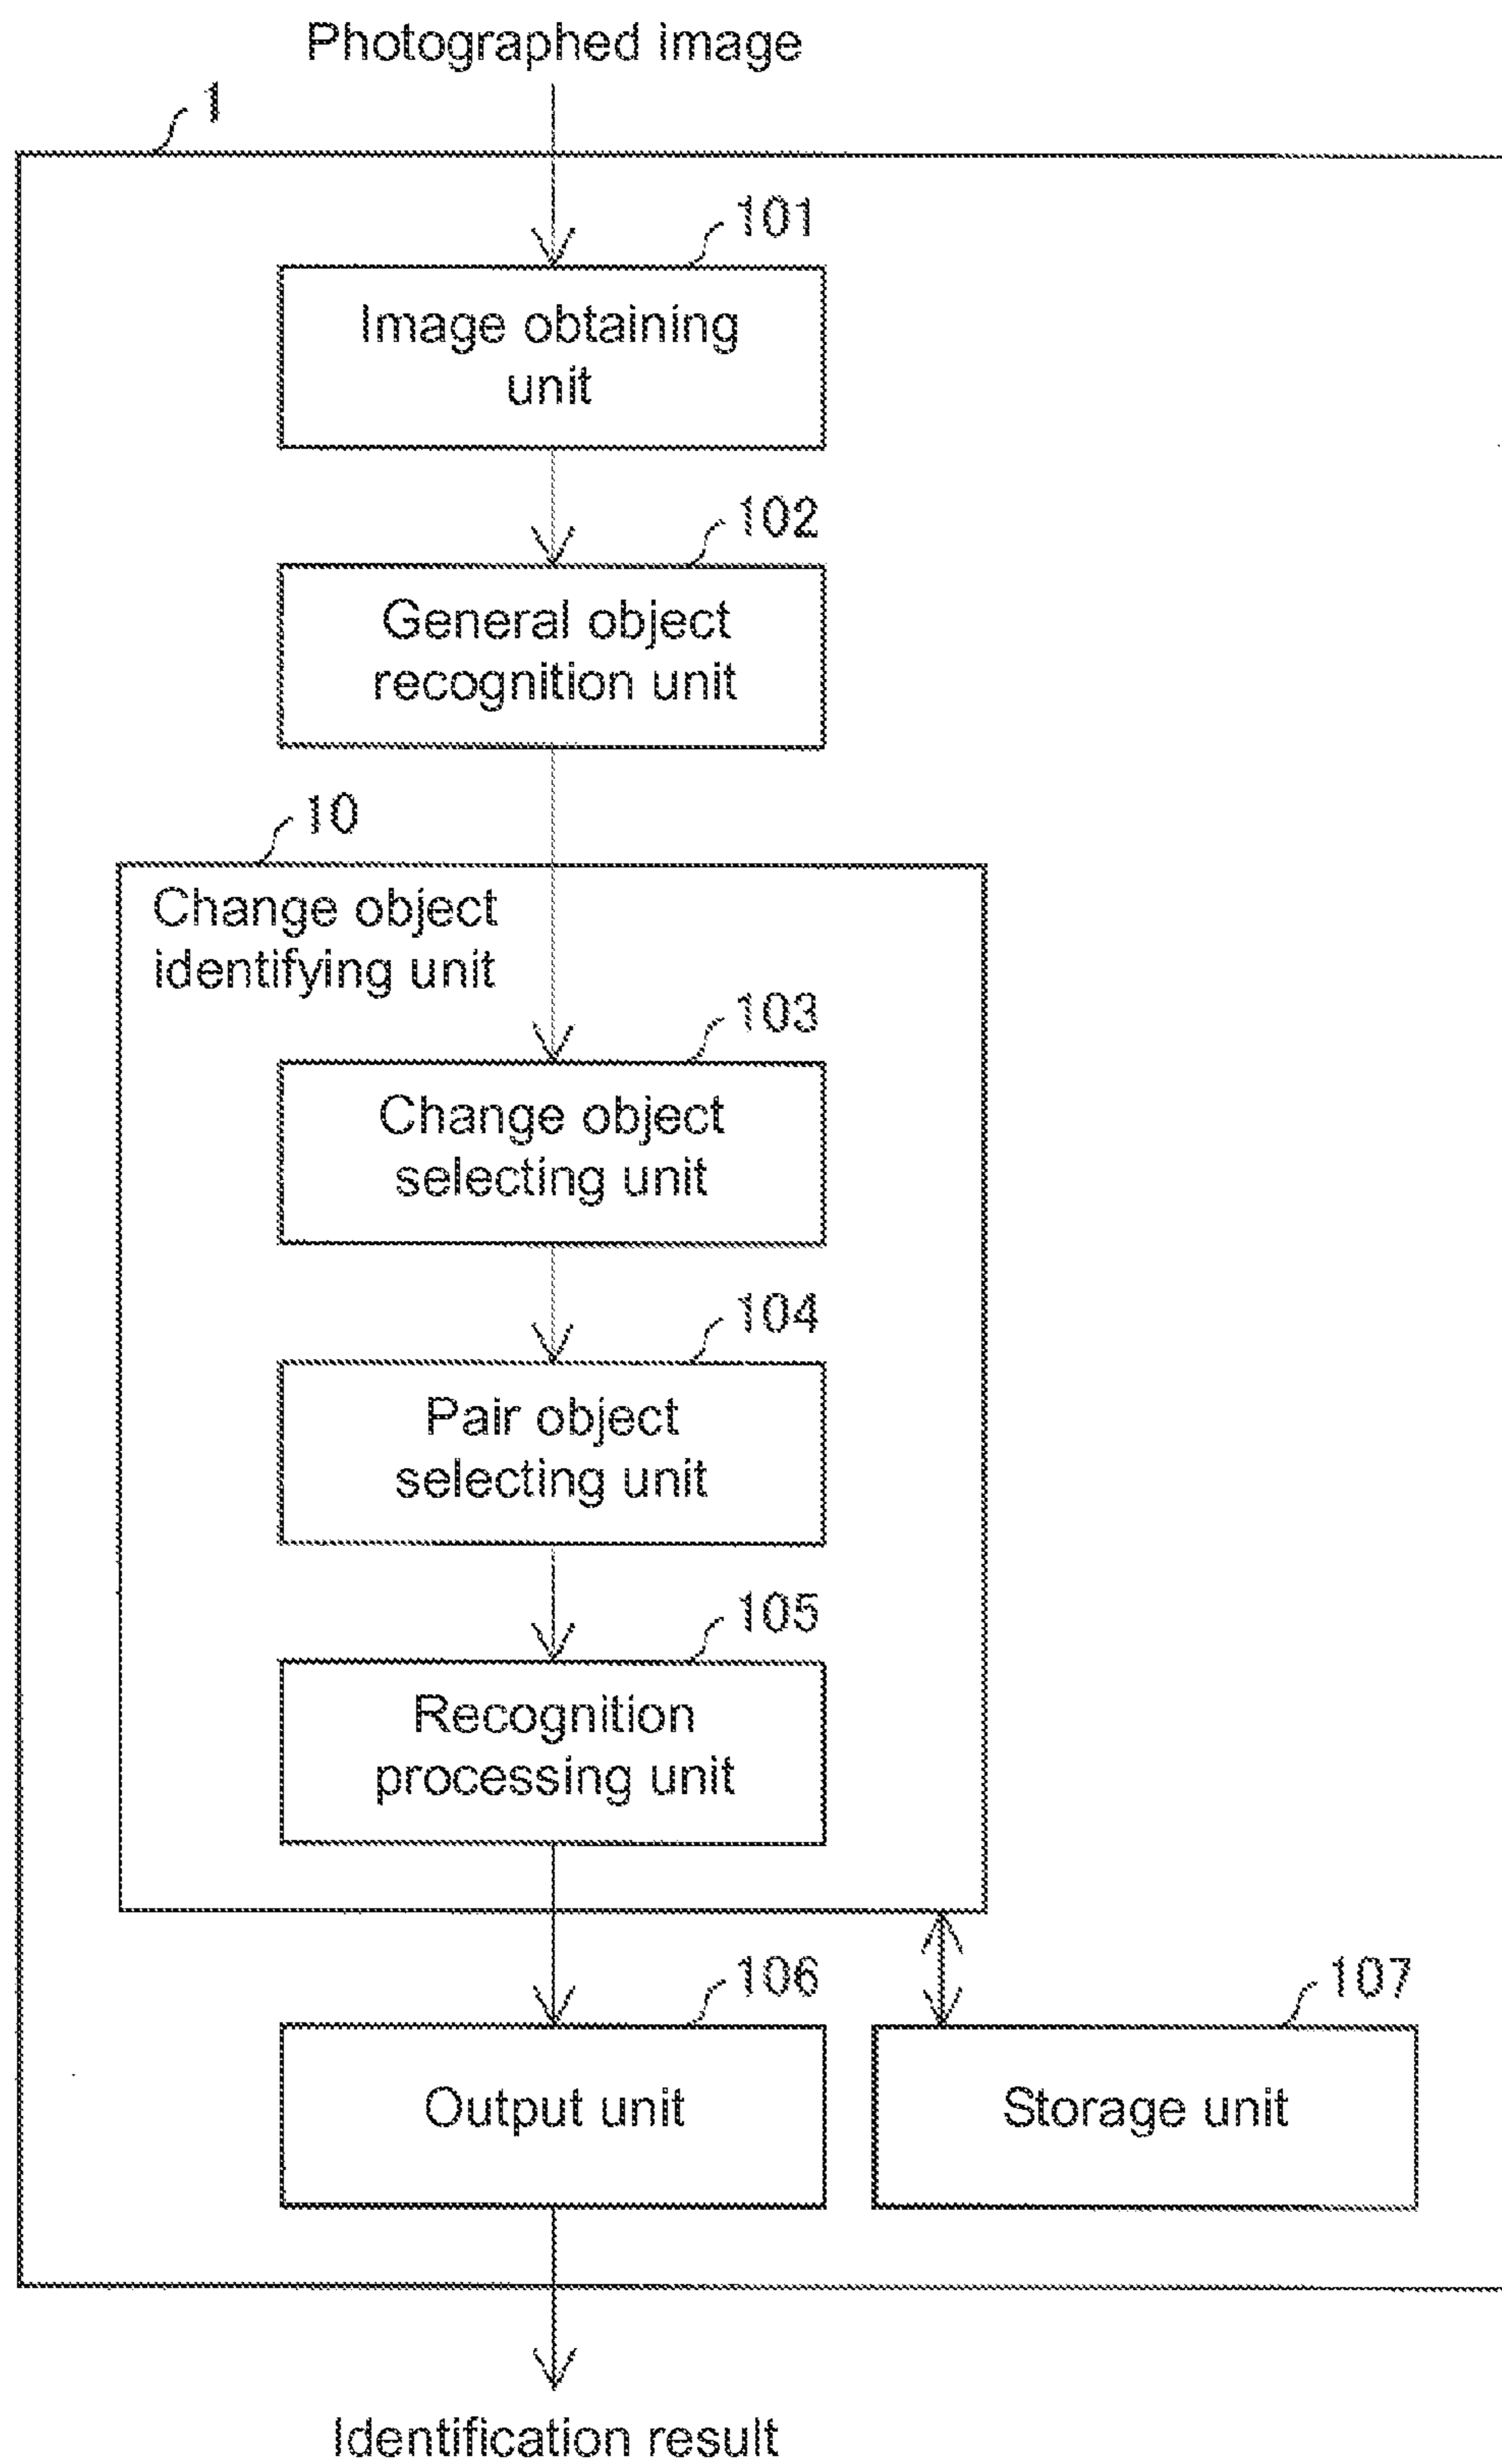 Photographed image
1
101
Image obtaining
unit
102
General object
recognition unit
10
Change object
identifying unit
103
Change object
selecting unit
104
Pair object
selecting unit
105
Recognition
processing unit
106
107
Output unit
Storage unit
Identification result